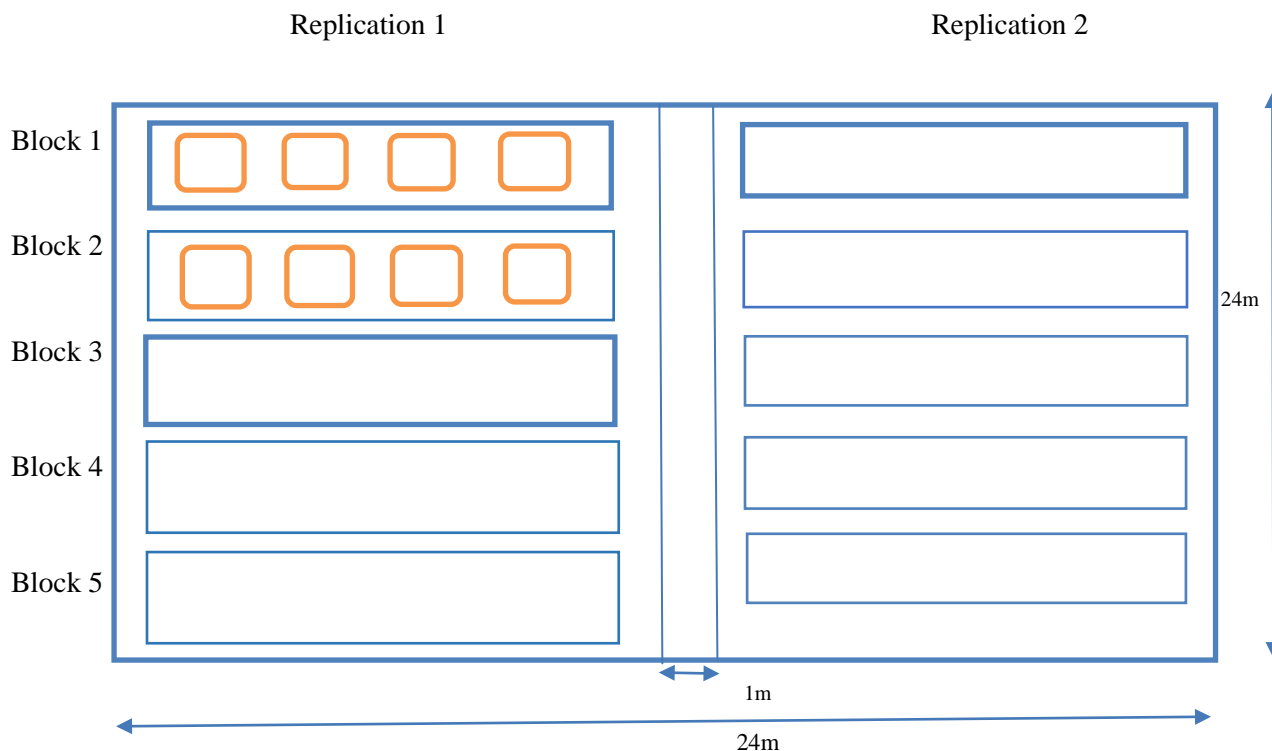 Replication 1
Replication 2
Block 1
Block 2
24m
Block 3
Block 4
Block 5
1m
24m